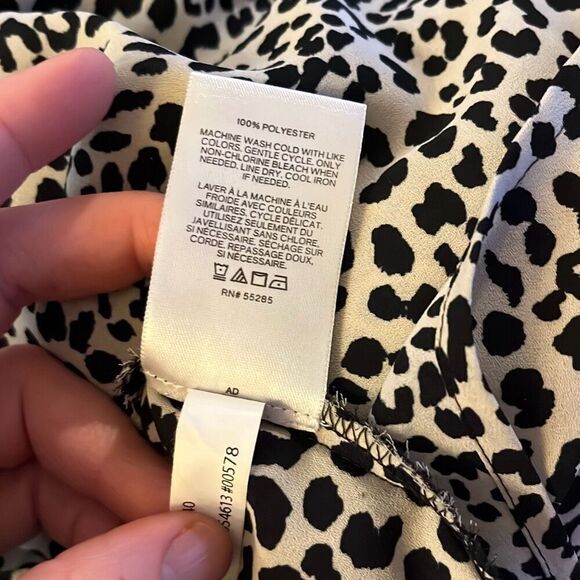 100% POLYESTER
MACHINE WASH COLD WITH LIKE
COLORS. GENTLE CYCLE. ONLY
NON-CHLORINE BLEACH WHEN
NEEDED. LINE DRY. COOL IRON
IF NEEDED.
LAVER À LA MACHINE À L'EAU
FROIDE AVEC COULEURS
SIMILAIRES. CYCLE DÉLICAT.
UTILISEZ SEULEMENT DU
JAVELLISANT SANS CHLORE,
SI NÉCESSAIRE. SÉCHAGE SUR
CORDE. REPASSAGE DOUX,
SI NÉCESSAIRE.
RN# 55285
AD
54613#00578